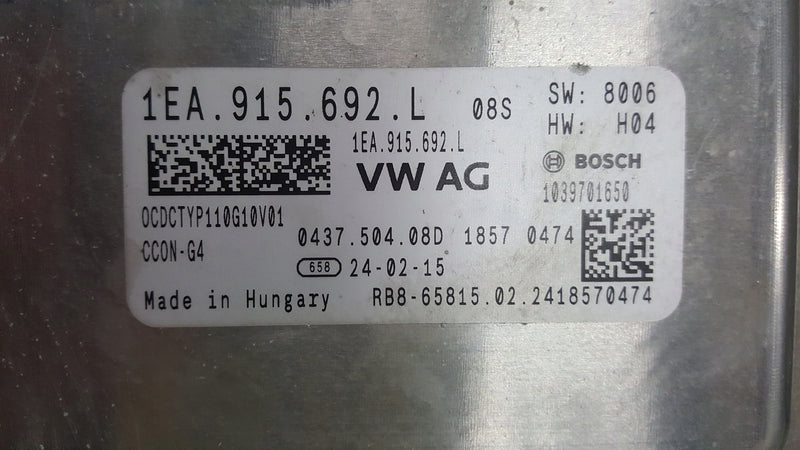 1EA.915.692.L 08S SW: 8006
HW: H04
1EA.915.692.L
VW AG BOSCH
1039701650
OCDCTYP110G10V01
CCON-G4 0437.504.08D 1857 0474
658 24-02-15
Made in Hungary RB8-65815.02.2418570474